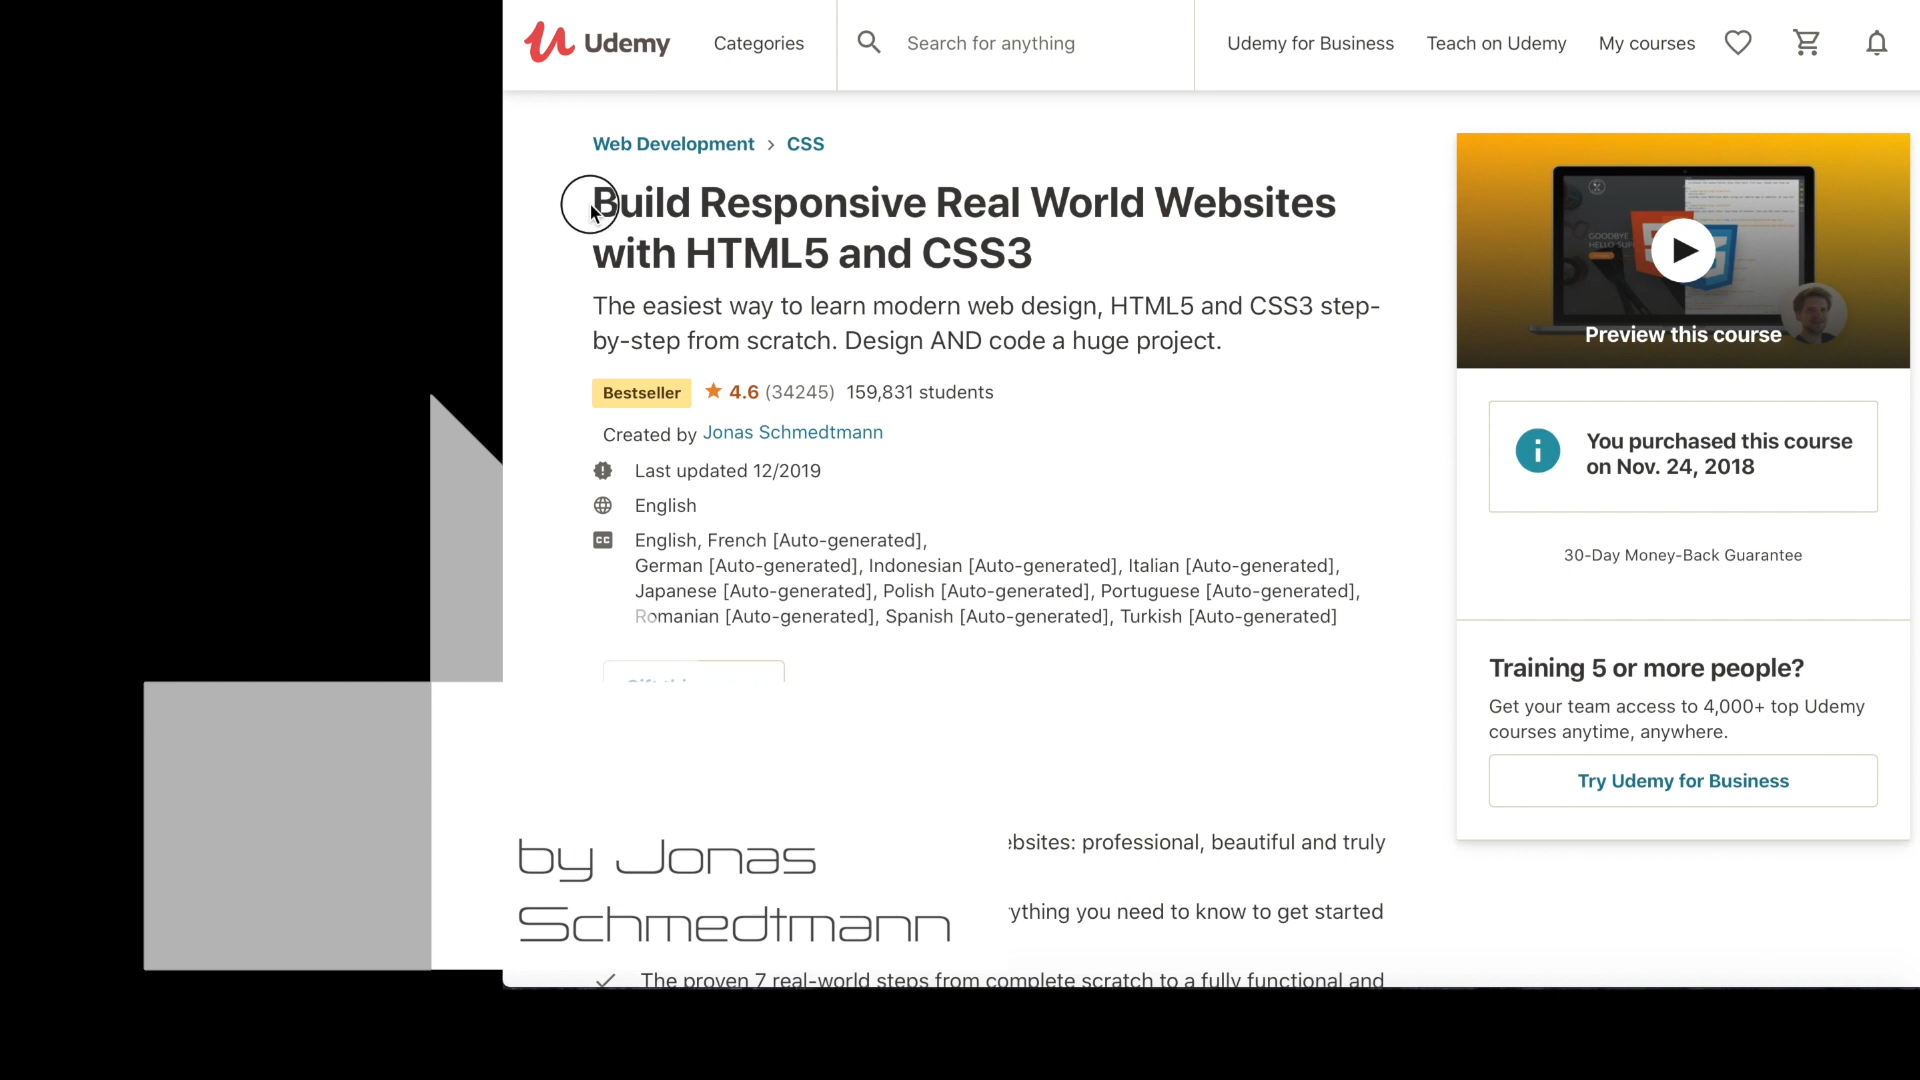 Udemy
Categories
Search for anything
Udemy for Business
Teach on Udemy
My courses
Web Development > CSS
Build Responsive Real World Websites
with HTML5 and CSS3
The easiest way to learn modern web design, HTML5 and CSS3 step-
by-step from scratch. Design AND code a huge project.
Bestseller 4.6 (34245) 159,831 students
Created by Jonas Schmedtmann
Last updated 12/2019
English
CC English, French [Auto-generated],
German [Auto-generated], Indonesian [Auto-generated], Italian [Auto-generated],
Japanese [Auto-generated], Polish [Auto-generated], Portuguese [Auto-generated],
Romanian [Auto-generated], Spanish [Auto-generated], Turkish [Auto-generated]
by Jonas
Schmedtmann
ebsites: professional, beautiful and truly
rything you need to know to get started
The proven 7 real-world steps from complete scratch to a fully functional and
Preview this course
You purchased this course
on Nov. 24, 2018
30-Day Money-Back Guarantee
Training 5 or more people?
Get your team access to 4,000+ top Udemy
courses anytime, anywhere.
Try Udemy for Business